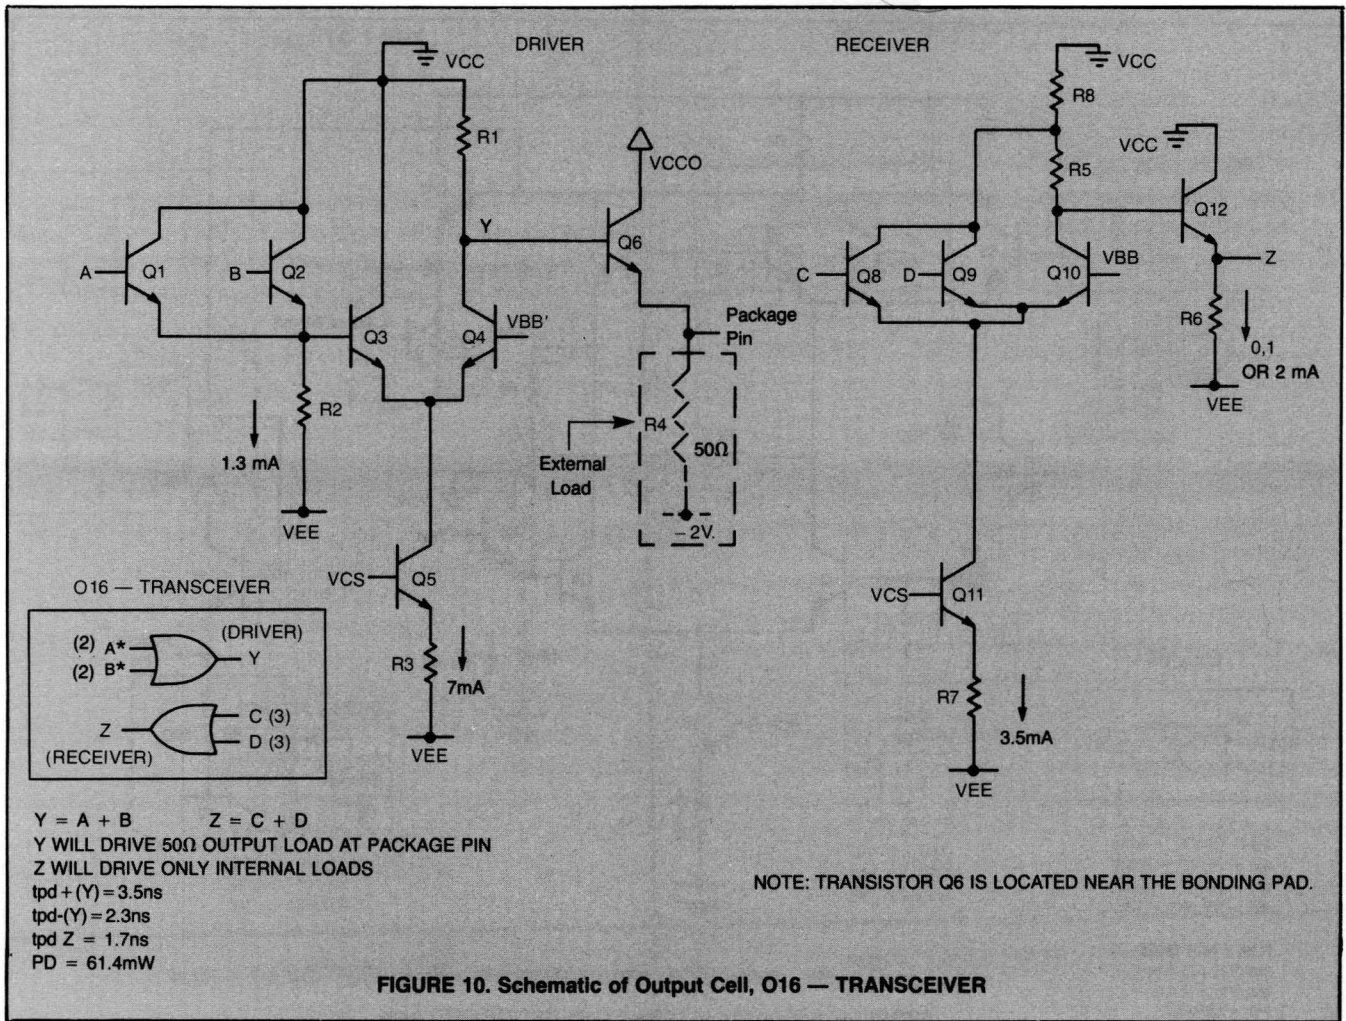 DRIVER
RECEIVER
VCC
VCC
R8
R1
VCCO
VCC
R5
Q12
Y
Q6
A
Q1
B
Q2
C
Q8
D
Q9
Q10
VBB
Z
Q3
Q4
VBB'
Package
Pin
R6
0,1
OR 2 mA
VEE
R2
1.3 mA
R4
50Ω
External
Load
– 2V.
VEE
VCS
Q5
VCS
Q11
R3
7mA
VEE
R7
3.5mA
VEE
O16 — TRANSCEIVER
(DRIVER)
(2) A*
(2) B*
Y
Z
C (3)
D (3)
(RECEIVER)
Y = A + B Z = C + D
Y WILL DRIVE 50Ω OUTPUT LOAD AT PACKAGE PIN
Z WILL DRIVE ONLY INTERNAL LOADS
tpd + (Y) = 3.5ns
tpd-(Y) = 2.3ns
tpd Z = 1.7ns
PD = 61.4mW
NOTE: TRANSISTOR Q6 IS LOCATED NEAR THE BONDING PAD.
FIGURE 10. Schematic of Output Cell, O16 — TRANSCEIVER